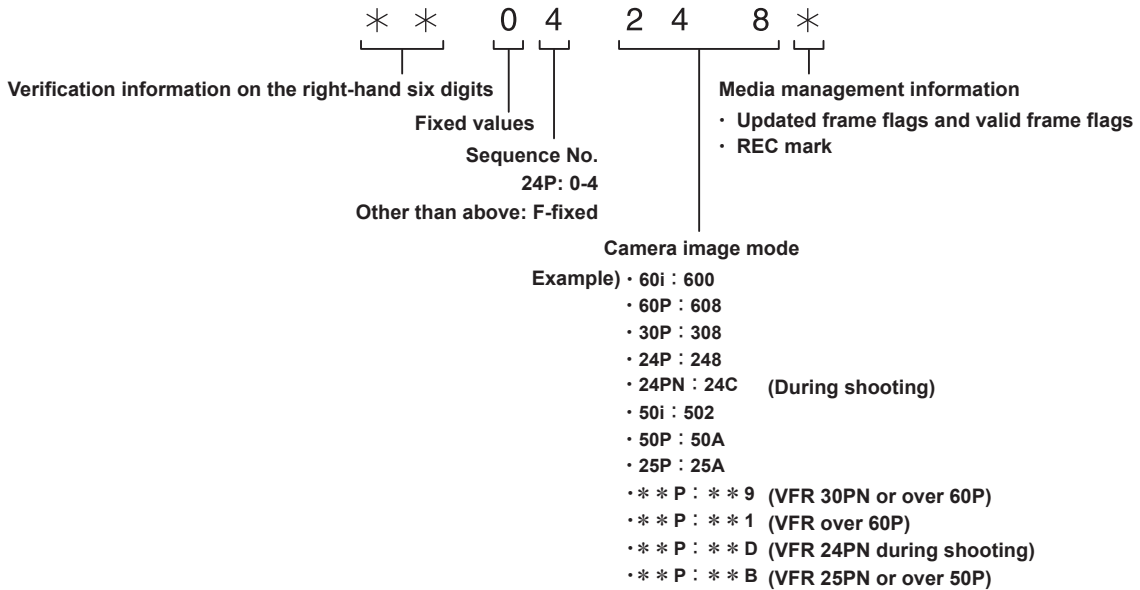 ＊ ＊ 0 4 2 4 8 ＊
Verification information on the right-hand six digits
Fixed values
Sequence No.
24P: 0-4
Other than above: F-fixed
Media management information
・ Updated frame flags and valid frame flags
・ REC mark
Camera image mode
Example)・60i：600
・60P：608
・30P：308
・24P：248
・24PN：24C (During shooting)
・50i：502
・50P：50A
・25P：25A
・＊＊P：＊＊9 (VFR 30PN or over 60P)
・＊＊P：＊＊1 (VFR over 60P)
・＊＊P：＊＊D (VFR 24PN during shooting)
・＊＊P：＊＊B (VFR 25PN or over 50P)